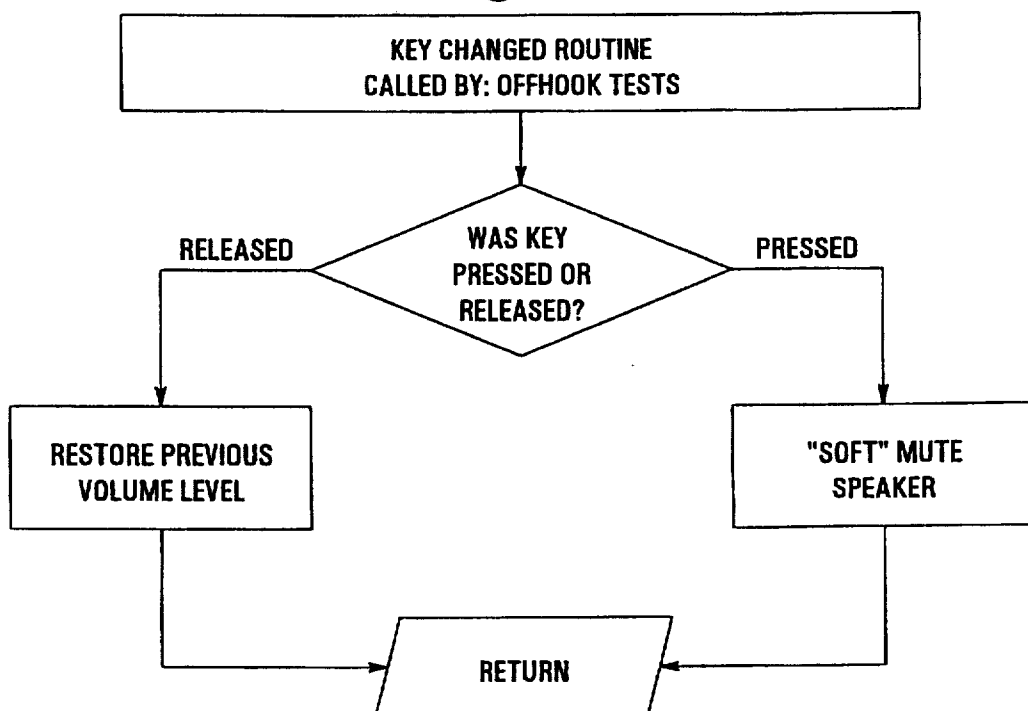 KEY CHANGED ROUTINE
CALLED BY: OFFHOOK TESTS
WAS KEY
PRESSED OR
RELEASED?
RELEASED
PRESSED
RESTORE PREVIOUS
VOLUME LEVEL
"SOFT" MUTE
SPEAKER
RETURN